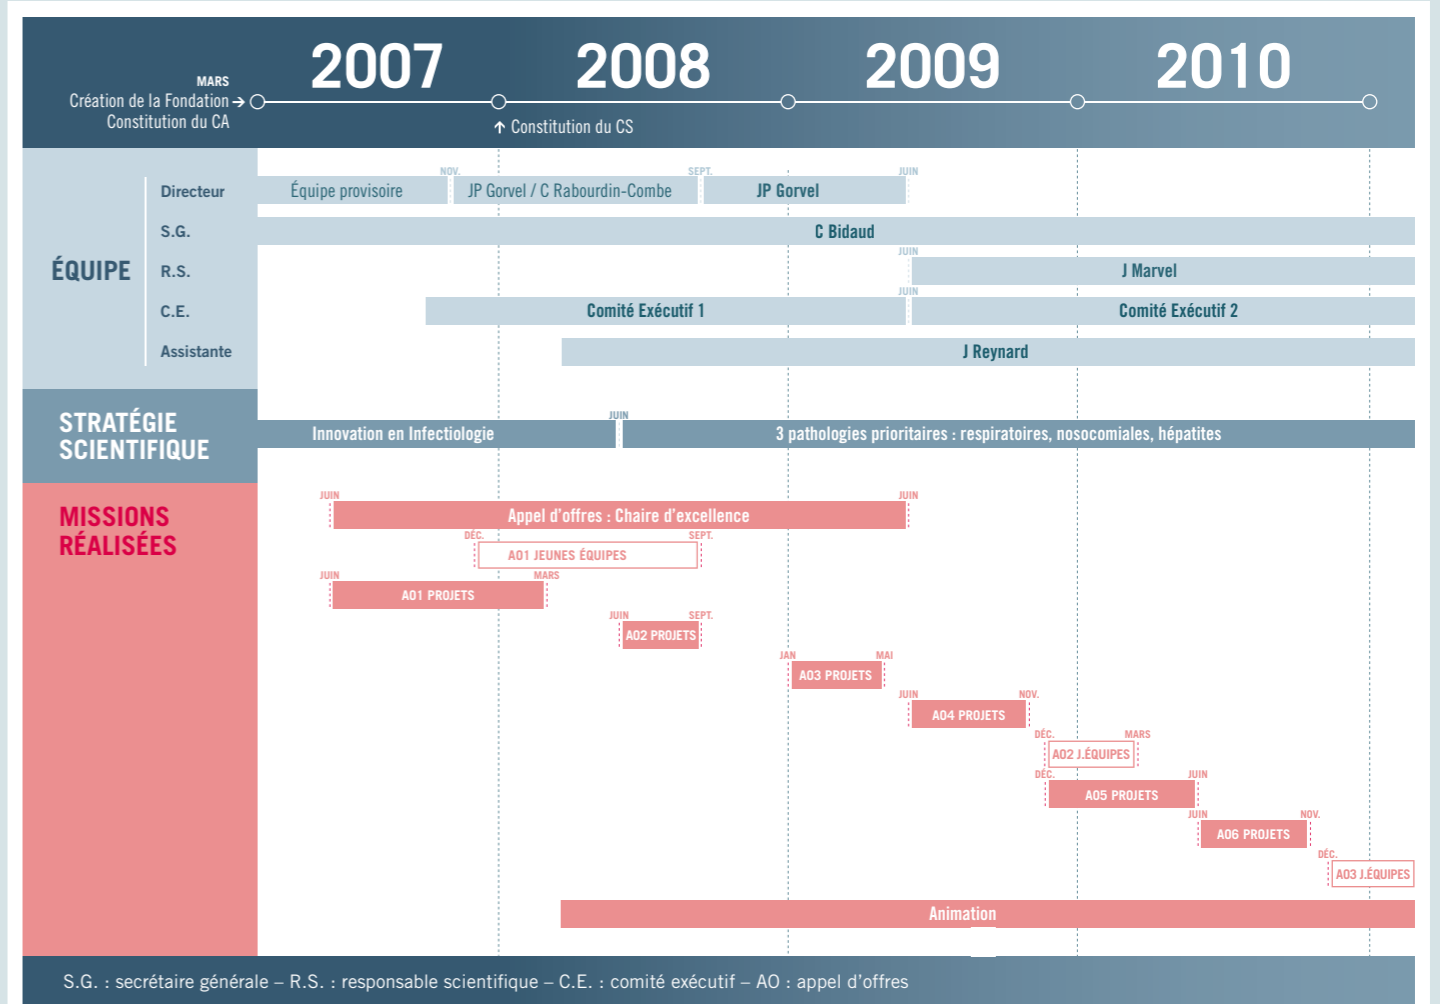 2007 2008 2009 2010
MARS
Création de la Fondation →
Constitution du CA
↑ Constitution du CS
ÉQUIPE
NOV. SEPT. JUIN
Directeur Équipe provisoire JP Gorvel / C Rabourdin-Combe JP Gorvel
S.G. C Bidaud
JUIN
R.S. J Marvel
JUIN
C.E. Comité Exécutif 1 Comité Exécutif 2
Assistante J Reynard
STRATÉGIE
SCIENTIFIQUE
JUIN
Innovation en Infectiologie 3 pathologies prioritaires : respiratoires, nosocomiales, hépatites
MISSIONS
RÉALISÉES
JUIN JUIN
Appel d'offres : Chaire d'excellence
DÉC. SEPT.
AO1 JEUNES ÉQUIPES
JUIN MARS
AO1 PROJETS
JUIN SEPT.
AO2 PROJETS
JAN MAI
AO3 PROJETS
JUIN NOV.
AO4 PROJETS
DÉC. MARS
AO2 J.ÉQUIPES
DÉC. JUIN
AO5 PROJETS
JUIN NOV.
AO6 PROJETS
DÉC.
AO3 J.ÉQUIPES
Animation
S.G. : secrétaire générale – R.S. : responsable scientifique – C.E. : comité exécutif – AO : appel d'offres